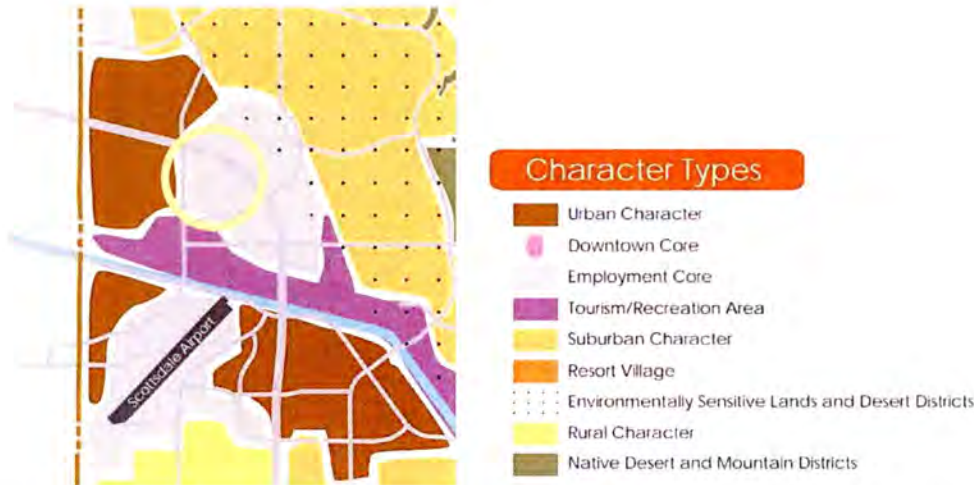 Scottsdale Airport
Character Types
Urban Character
Downtown Core
Employment Core
Tourism/Recreation Area
Suburban Character
Resort Village
Environmentally Sensitive Lands and Desert Districts
Rural Character
Native Desert and Mountain Districts